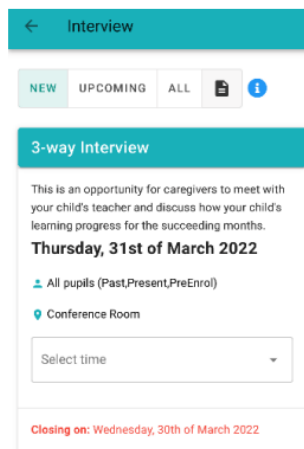 Interview
NEW UPCOMING ALL
3-way Interview
This is an opportunity for caregivers to meet with
your child's teacher and discuss how your child's
learning progress for the succeeding months.
Thursday, 31st of March 2022
All pupils (Past,Present,PreEnrol)
Conference Room
Select time
Closing on: Wednesday, 30th of March 2022